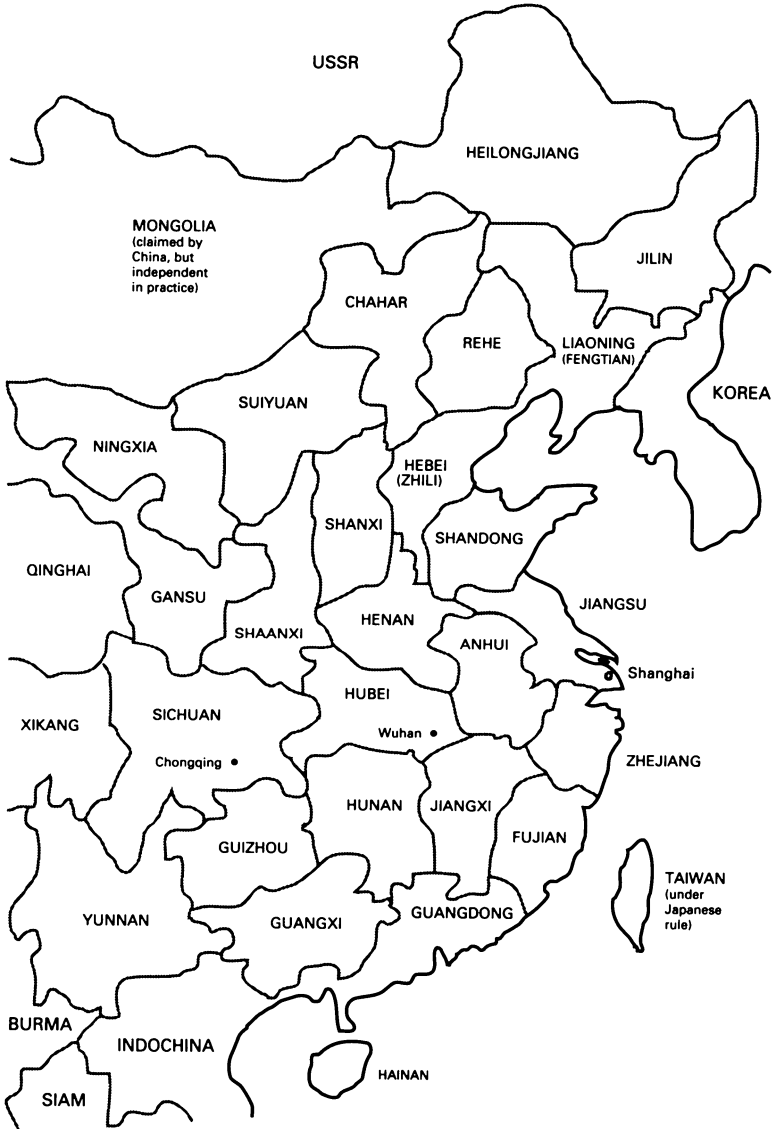 USSR
HEILONGJIANG
MONGOLIA
(claimed by
China, but
independent
in practice)
JILIN
CHAHAR
REHE
LIAONING
(FENGTIAN)
KOREA
SUIYUAN
NINGXIA
HEBEI
(ZHILI)
SHANXI
SHANDONG
QINGHAI
GANSU
JIANGSU
HENAN
SHAANXI
ANHUI
Shanghai
HUBEI
SICHUAN
XIKANG
Wuhan
Chongqing
ZHEJIANG
HUNAN
JIANGXI
FUJIAN
GUIZHOU
TAIWAN
(under
Japanese
rule)
YUNNAN
GUANGXI
GUANGDONG
BURMA
INDOCHINA
HAINAN
SIAM